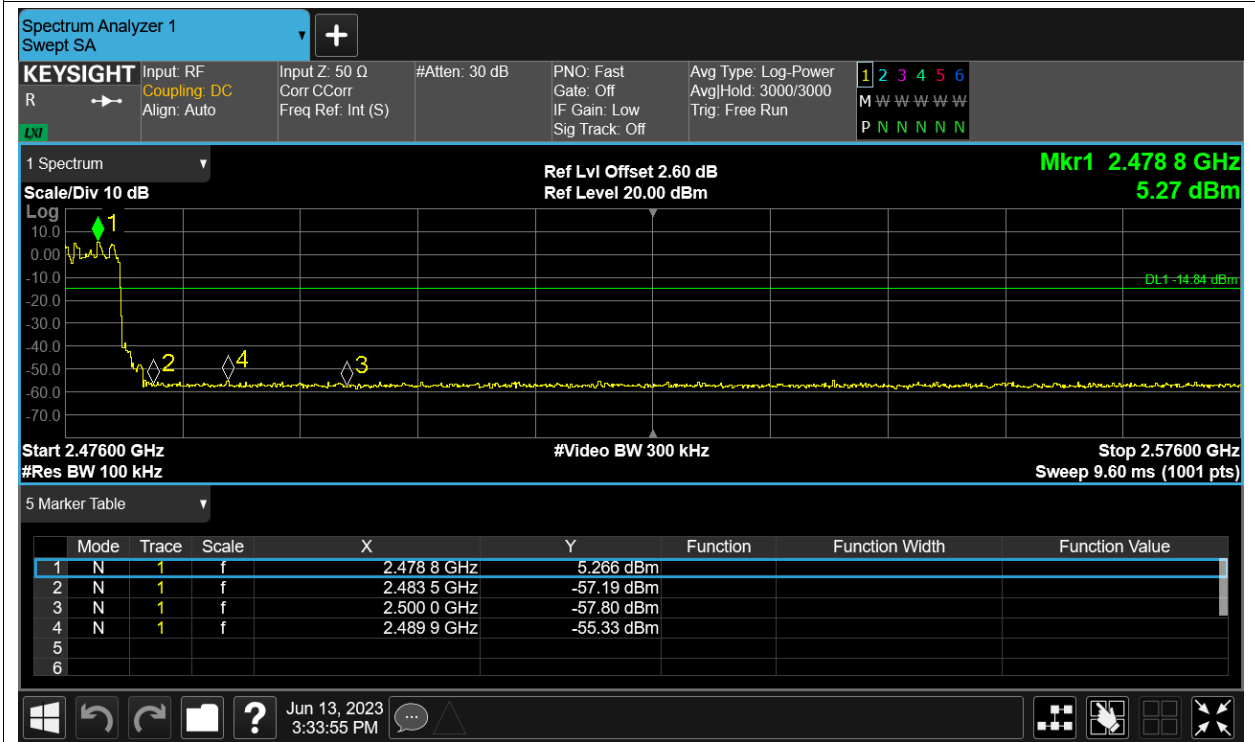 Spectrum Analyzer 1
Swept SA
+
KEYSIGHT
R
LXI
Input: RF
Coupling: DC
Align: Auto
Input Z: 50 Ω
Corr CCorr
Freq Ref: Int (S)
#Atten: 30 dB
PNO: Fast
Gate: Off
IF Gain: Low
Sig Track: Off
Avg Type: Log-Power
Avg|Hold: 3000/3000
Trig: Free Run
1 2 3 4 5 6
M W W W W W
P N N N N N
1 Spectrum
Scale/Div 10 dB
Ref Lvl Offset 2.60 dB
Ref Level 20.00 dBm
Mkr1 2.478 8 GHz
5.27 dBm
Log
10.0
0.00
-10.0
-20.0
-30.0
-40.0
-50.0
-60.0
-70.0
1
2
4
3
DL1 -14.84 dBm
Start 2.47600 GHz
#Video BW 300 kHz
Stop 2.57600 GHz
#Res BW 100 kHz
Sweep 9.60 ms (1001 pts)
5 Marker Table
Mode Trace Scale X Y Function Function Width Function Value
1 N 1 f 2.478 8 GHz 5.266 dBm
2 N 1 f 2.483 5 GHz -57.19 dBm
3 N 1 f 2.500 0 GHz -57.80 dBm
4 N 1 f 2.489 9 GHz -55.33 dBm
5
6
?
Jun 13, 2023
3:33:55 PM